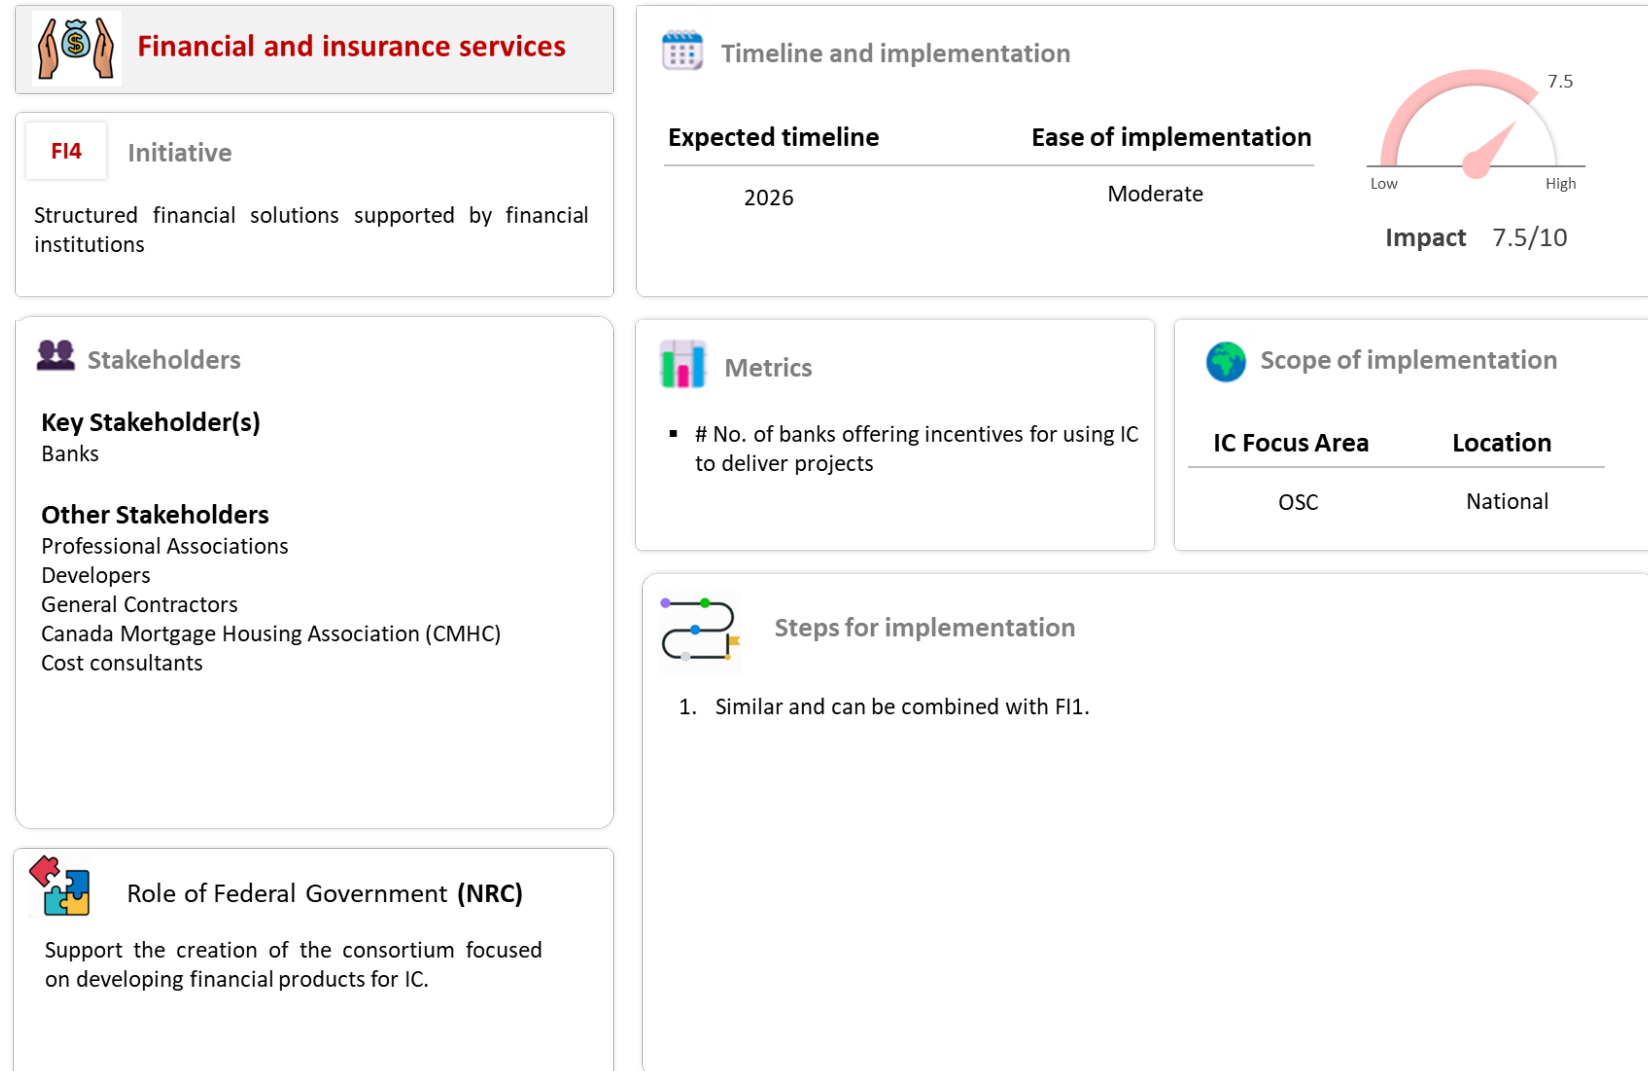 Financial and insurance services
FI4
Initiative
Structured financial solutions supported by financial
institutions
Timeline and implementation
Expected timeline
Ease of implementation
2026
Moderate
7.5
Low
High
Impact 7.5/10
Stakeholders
Key Stakeholder(s)
Banks
Other Stakeholders
Professional Associations
Developers
General Contractors
Canada Mortgage Housing Association (CMHC)
Cost consultants
Metrics
▪ # No. of banks offering incentives for using IC
to deliver projects
Scope of implementation
IC Focus Area
Location
OSC
National
Steps for implementation
1. Similar and can be combined with FI1.
Role of Federal Government (NRC)
Support the creation of the consortium focused
on developing financial products for IC.